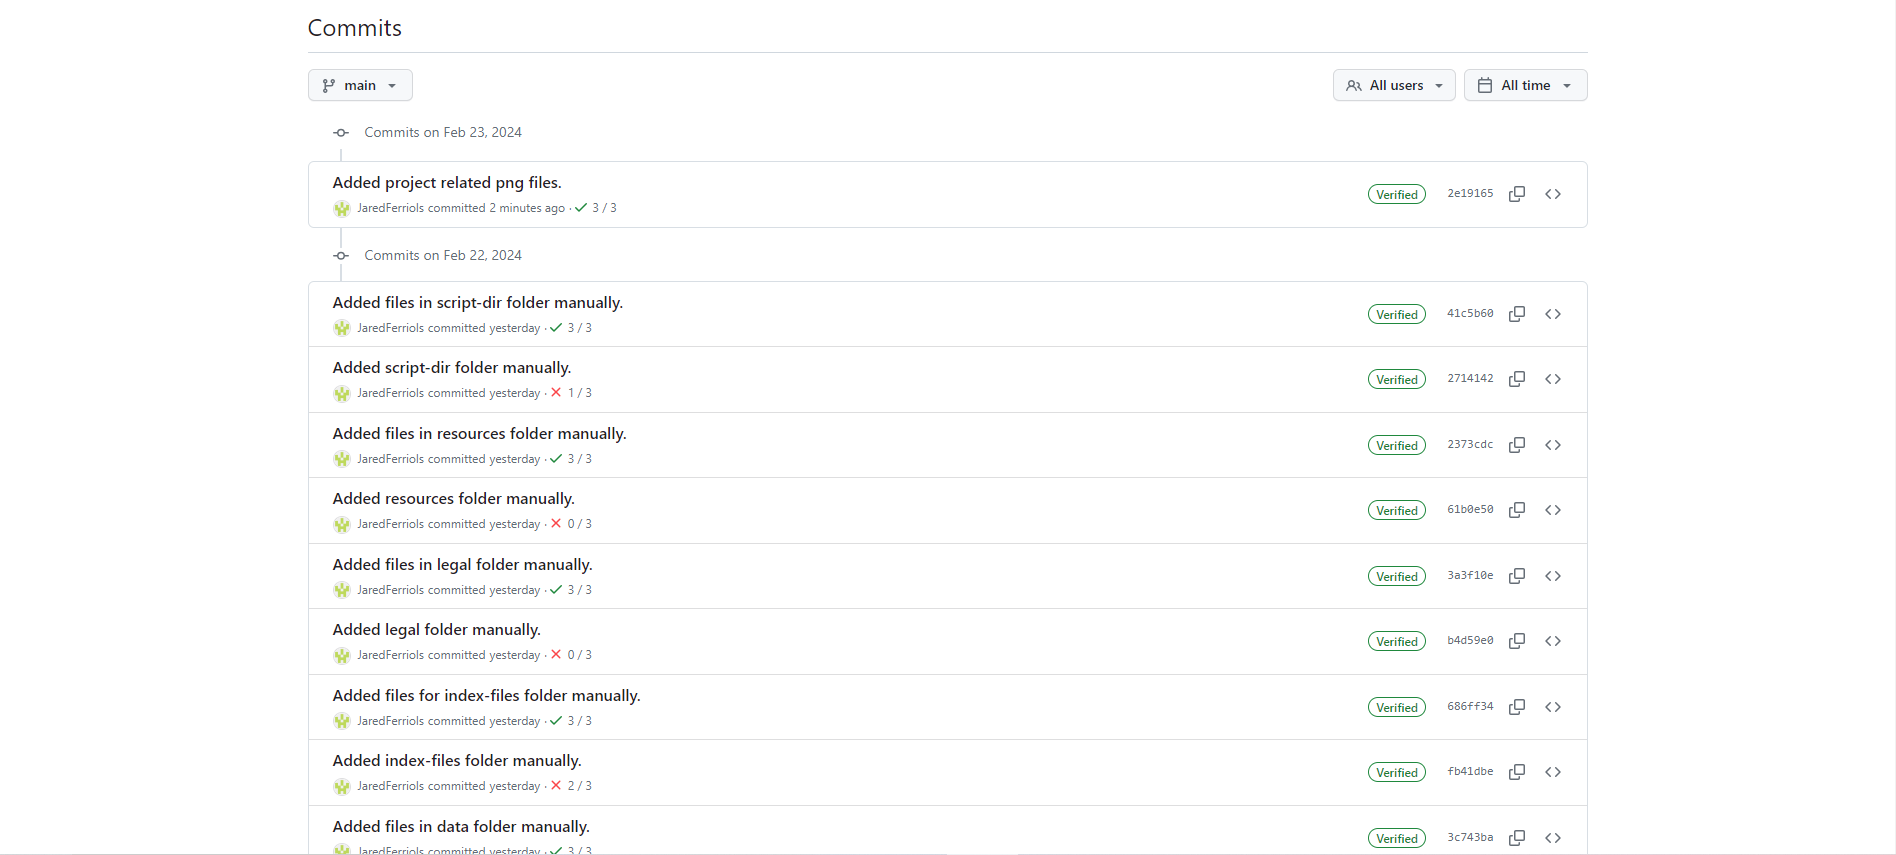 Commits
main
All users
All time
Commits on Feb 23, 2024
Added project related png files.
JaredFerriols committed 2 minutes ago · 3 / 3
Verified
2e19165
Commits on Feb 22, 2024
Added files in script-dir folder manually.
JaredFerriols committed yesterday · 3 / 3
Verified
41c5b60
Added script-dir folder manually.
JaredFerriols committed yesterday · 1 / 3
Verified
2714142
Added files in resources folder manually.
JaredFerriols committed yesterday · 3 / 3
Verified
2373cdc
Added resources folder manually.
JaredFerriols committed yesterday · 0 / 3
Verified
61b0e50
Added files in legal folder manually.
JaredFerriols committed yesterday · 3 / 3
Verified
3a3f10e
Added legal folder manually.
JaredFerriols committed yesterday · 0 / 3
Verified
b4d59e0
Added files for index-files folder manually.
JaredFerriols committed yesterday · 3 / 3
Verified
686ff34
Added index-files folder manually.
JaredFerriols committed yesterday · 2 / 3
Verified
fb41dbe
Added files in data folder manually.
JaredFerriols committed yesterday · 3 / 3
Verified
3c743ba